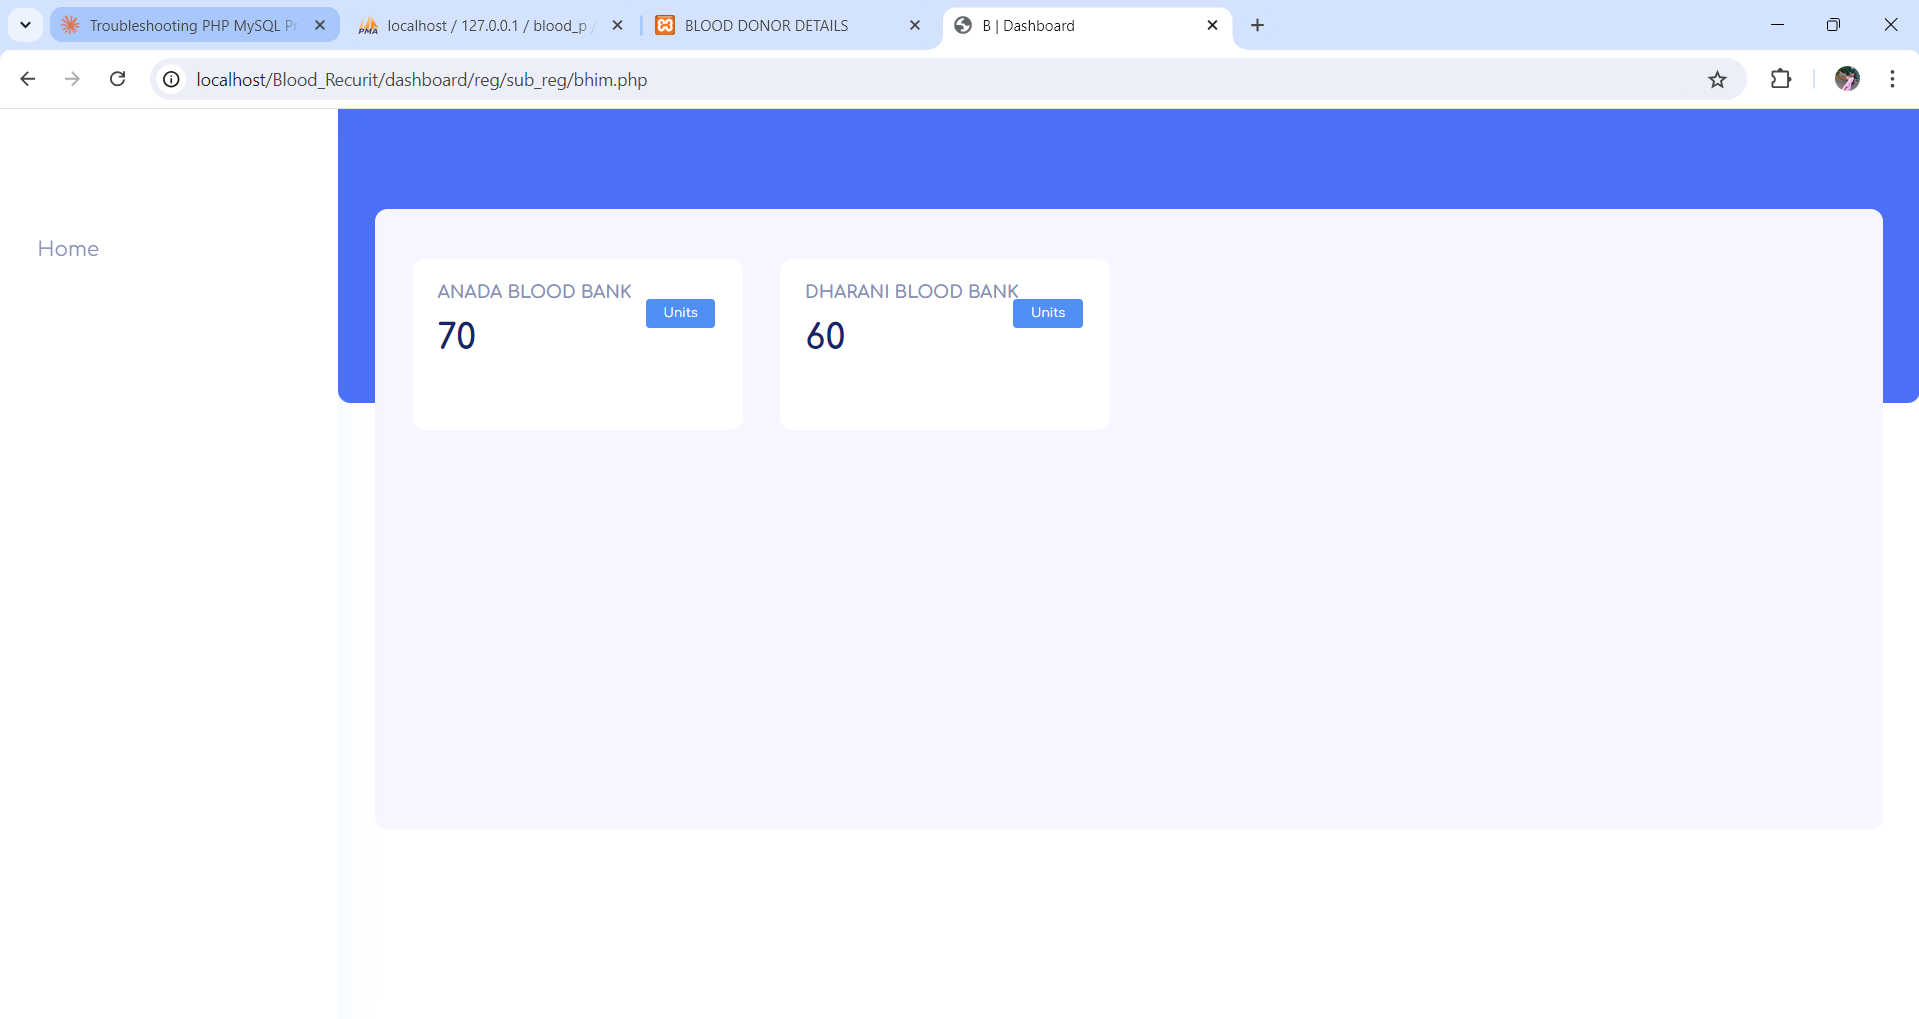 Troubleshooting PHP MySQL Pr
localhost / 127.0.0.1 / blood_p /
BLOOD DONOR DETAILS
B | Dashboard
localhost/Blood_Recurit/dashboard/reg/sub_reg/bhim.php
Home
ANADA BLOOD BANK
Units
70
DHARANI BLOOD BANK
Units
60